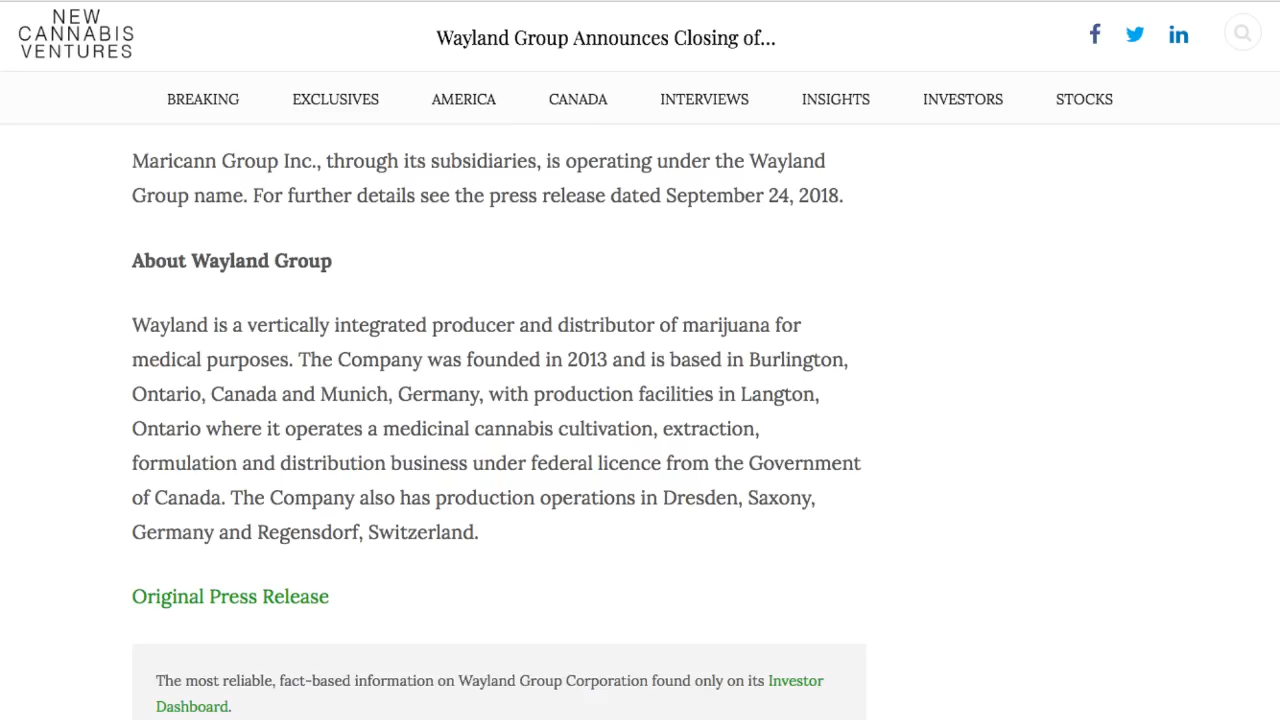 NEW
CANNABIS
VENTURES
Wayland Group Announces Closing of...
BREAKING EXCLUSIVES AMERICA CANADA INTERVIEWS INSIGHTS INVESTORS STOCKS
Maricann Group Inc., through its subsidiaries, is operating under the Wayland
Group name. For further details see the press release dated September 24, 2018.
About Wayland Group
Wayland is a vertically integrated producer and distributor of marijuana for
medical purposes. The Company was founded in 2013 and is based in Burlington,
Ontario, Canada and Munich, Germany, with production facilities in Langton,
Ontario where it operates a medicinal cannabis cultivation, extraction,
formulation and distribution business under federal licence from the Government
of Canada. The Company also has production operations in Dresden, Saxony,
Germany and Regensdorf, Switzerland.
Original Press Release
The most reliable, fact-based information on Wayland Group Corporation found only on its Investor
Dashboard.